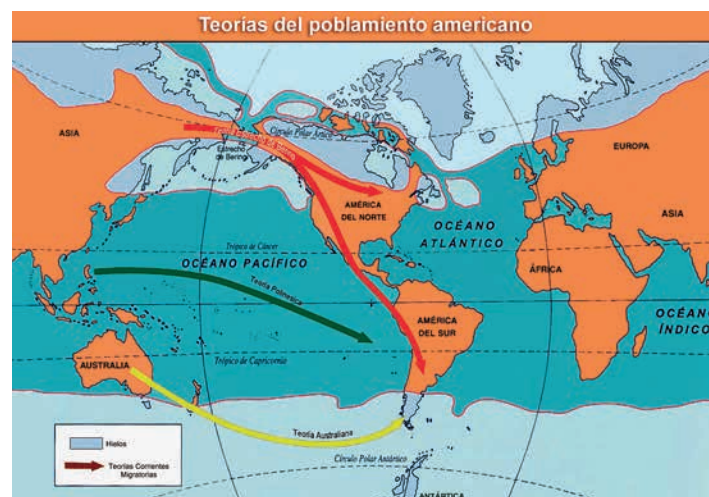 Teorías del poblamiento americano
ASIA
Círculo Polar Ártico
Estrecho
de Bering
EUROPA
AMÉRICA
DEL NORTE
ASIA
OCÉANO
ATLÁNTICO
Trópico de Cáncer
OCÉANO PACÍFICO
ÁFRICA
Teoría Polinésica
AMÉRICA
DEL SUR
OCÉANO
ÍNDICO
Trópico de Capricornio
AUSTRALIA
Teoría Australiana
Hielos
Teorías Corrientes
Migratorias
Círculo Polar Antártico
ANTÁRTICA